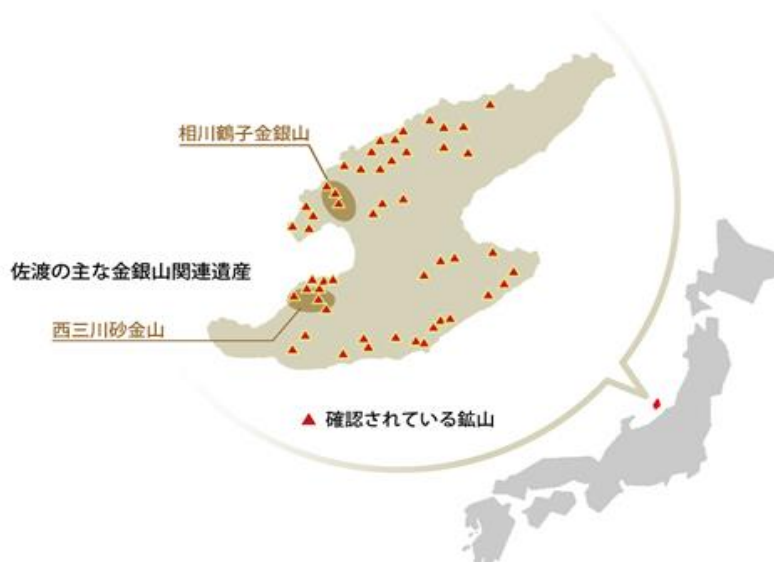 相川鶴子金銀山
佐渡の主な金銀山関連遺産
西三川砂金山
確認されている鉱山